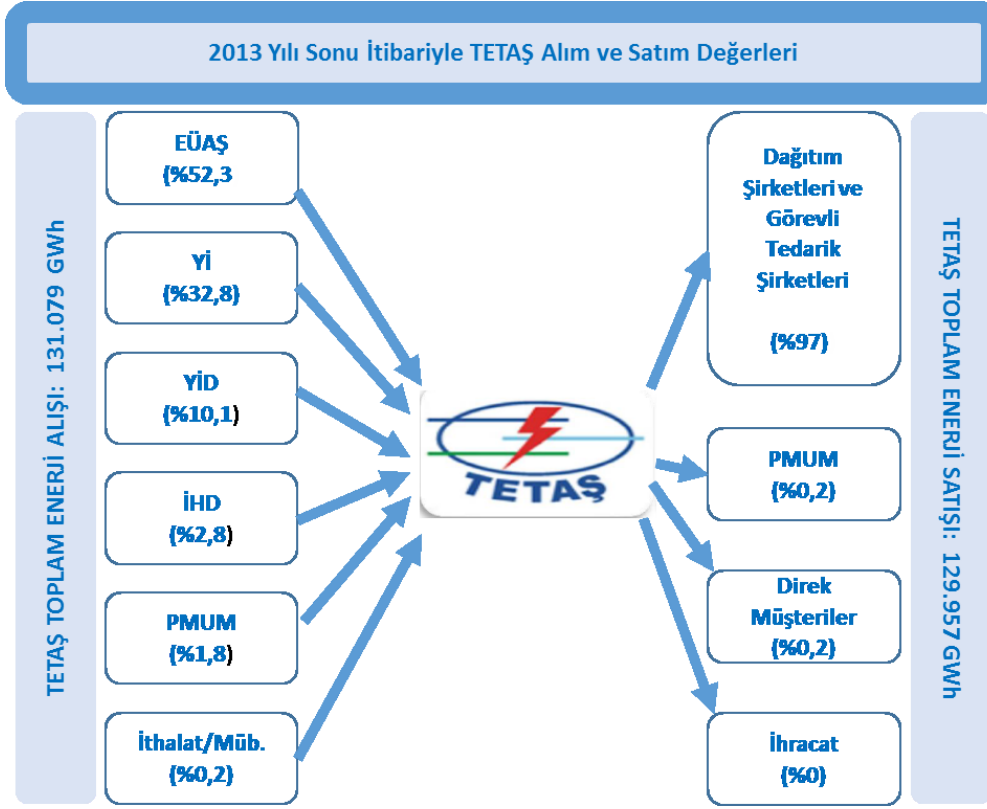 2013 Yılı Sonu İtibariyle TETAŞ Alım ve Satım Değerleri
TETAŞ TOPLAM ENERJİ ALIŞI: 131.079 GWh
EÜAŞ
(%52,3
Yİ
(%32,8)
YİD
(%10,1)
İHD
(%2,8)
PMUM
(%1,8)
İthalat/Müb.
(%0,2)
TETAŞ
Dağıtım
Şirketleri ve
Görevli
Tedarik
Şirketleri
(%97)
PMUM
(%0,2)
Direk
Müşteriler
(%0,2)
İhracat
(%0)
TETAŞ TOPLAM ENERJİ SATIŞI: 129.957 GWh